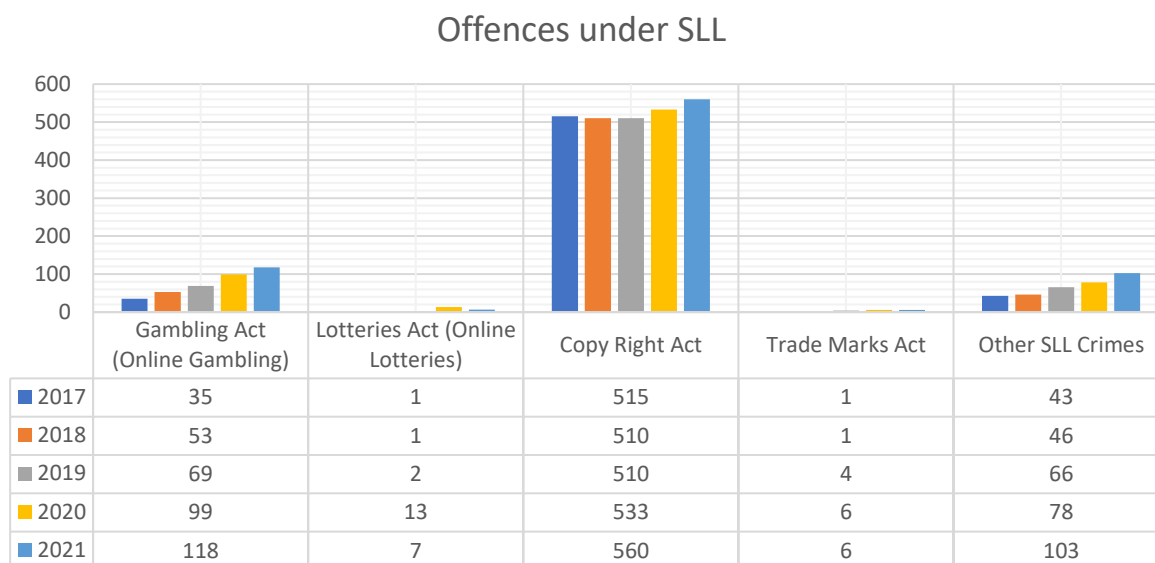 Offences under SLL
600
500
400
300
200
100
0
Gambling Act
(Online Gambling)
Lotteries Act (Online
Lotteries)
Copy Right Act
Trade Marks Act
Other SLL Crimes
2017 35 1 515 1 43
2018 53 1 510 1 46
2019 69 2 510 4 66
2020 99 13 533 6 78
2021 118 7 560 6 103